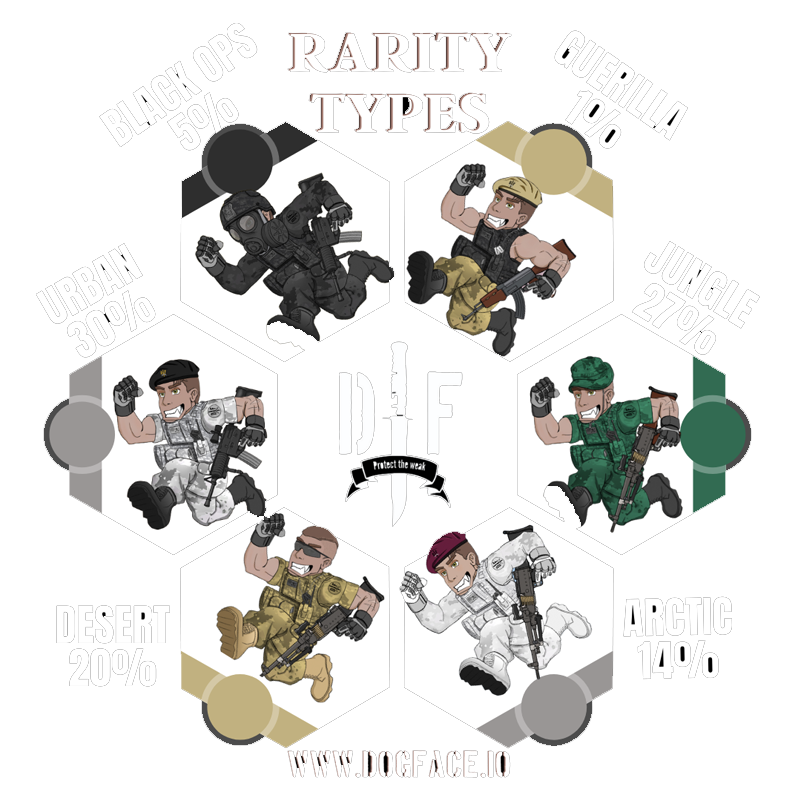 RARITY
TYPES
BLACK OPS
5%
GUERILLA
1%
URBAN
30%
JUNGLE
27%
D F
Protect the weak
DESERT
20%
ARCTIC
14%
WWW.DOGFACE.IO